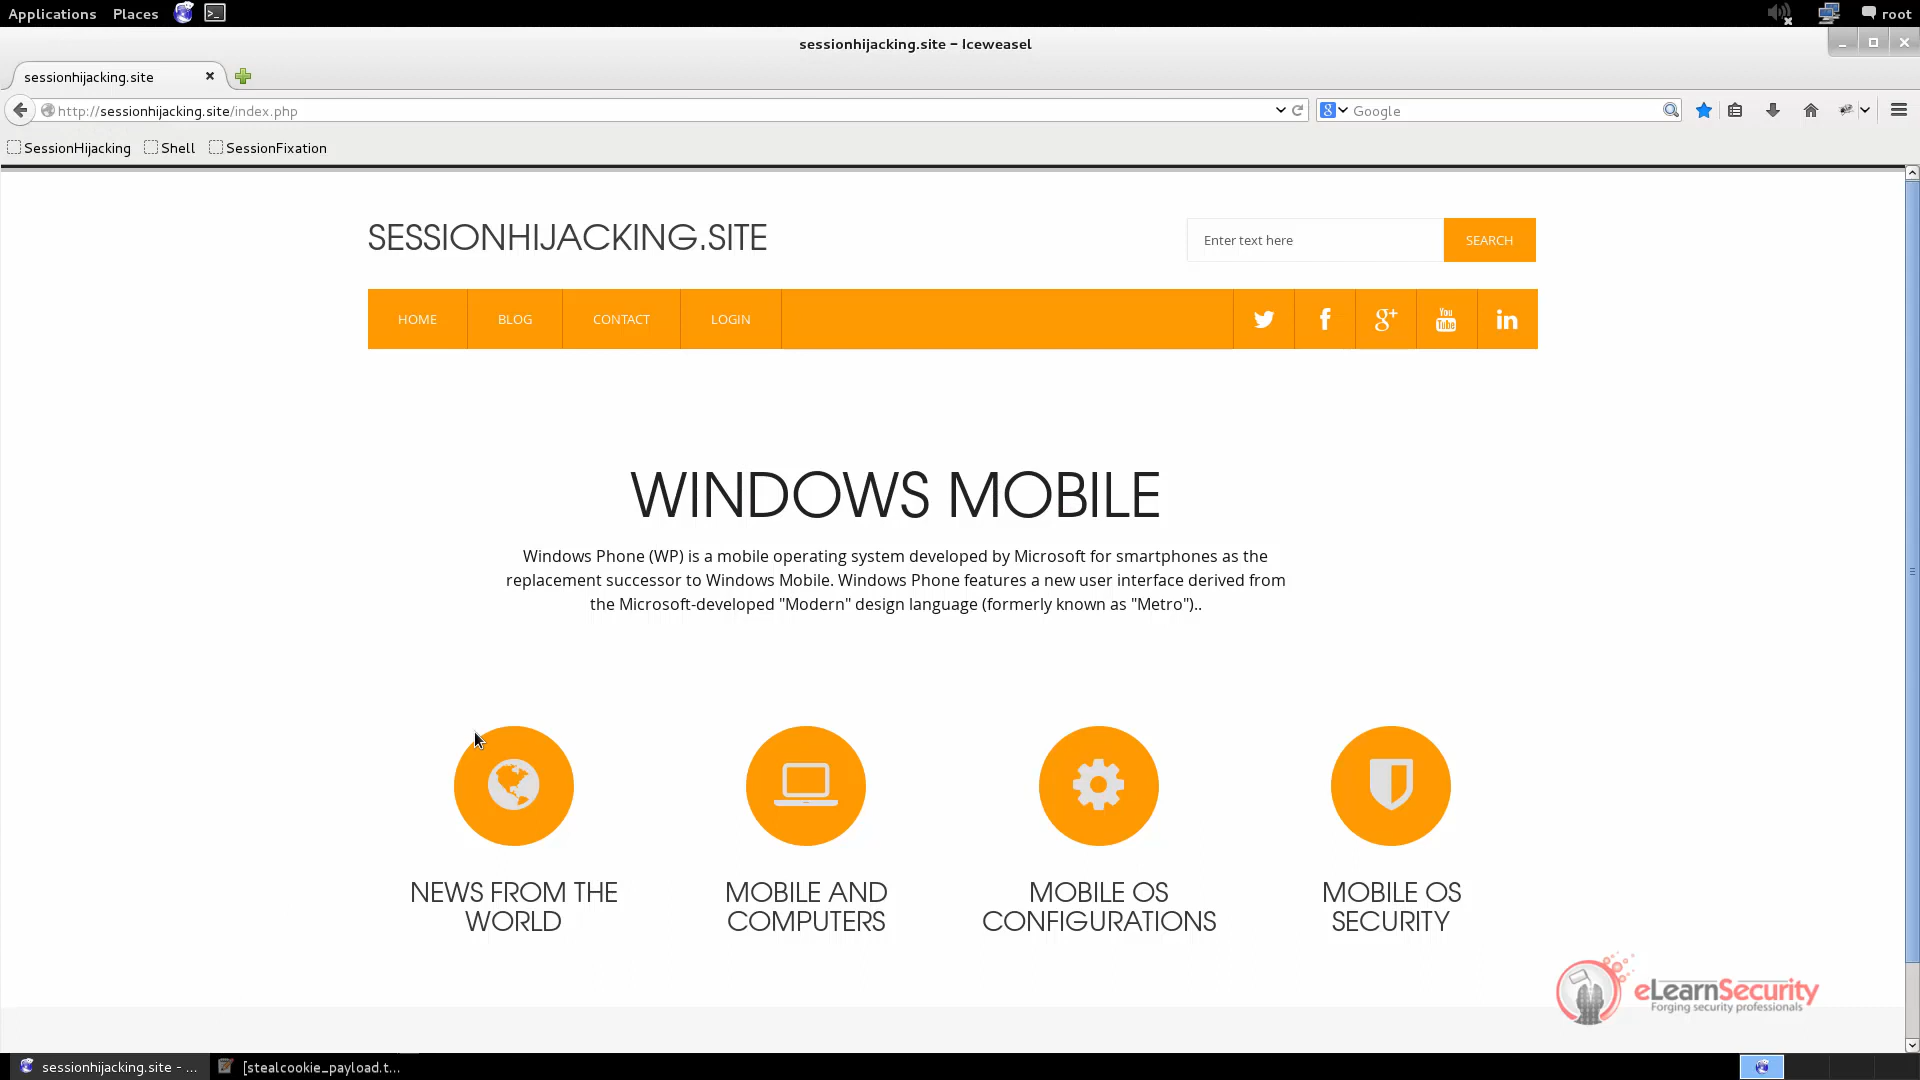 Applications Places root
sessionhijacking.site - Iceweasel
sessionhijacking.site
http://sessionhijacking.site/index.php
Google
SessionHijacking Shell SessionFixation
SESSIONHIJACKING.SITE
Enter text here SEARCH
HOME BLOG CONTACT LOGIN
You Tube
WINDOWS MOBILE
Windows Phone (WP) is a mobile operating system developed by Microsoft for smartphones as the
replacement successor to Windows Mobile. Windows Phone features a new user interface derived from
the Microsoft-developed "Modern" design language (formerly known as "Metro")..
NEWS FROM THE
WORLD
MOBILE AND
COMPUTERS
MOBILE OS
CONFIGURATIONS
MOBILE OS
SECURITY
eLearnSecurity
Forging security professionals
sessionhijacking.site - ... [stealcookie_payload.t...